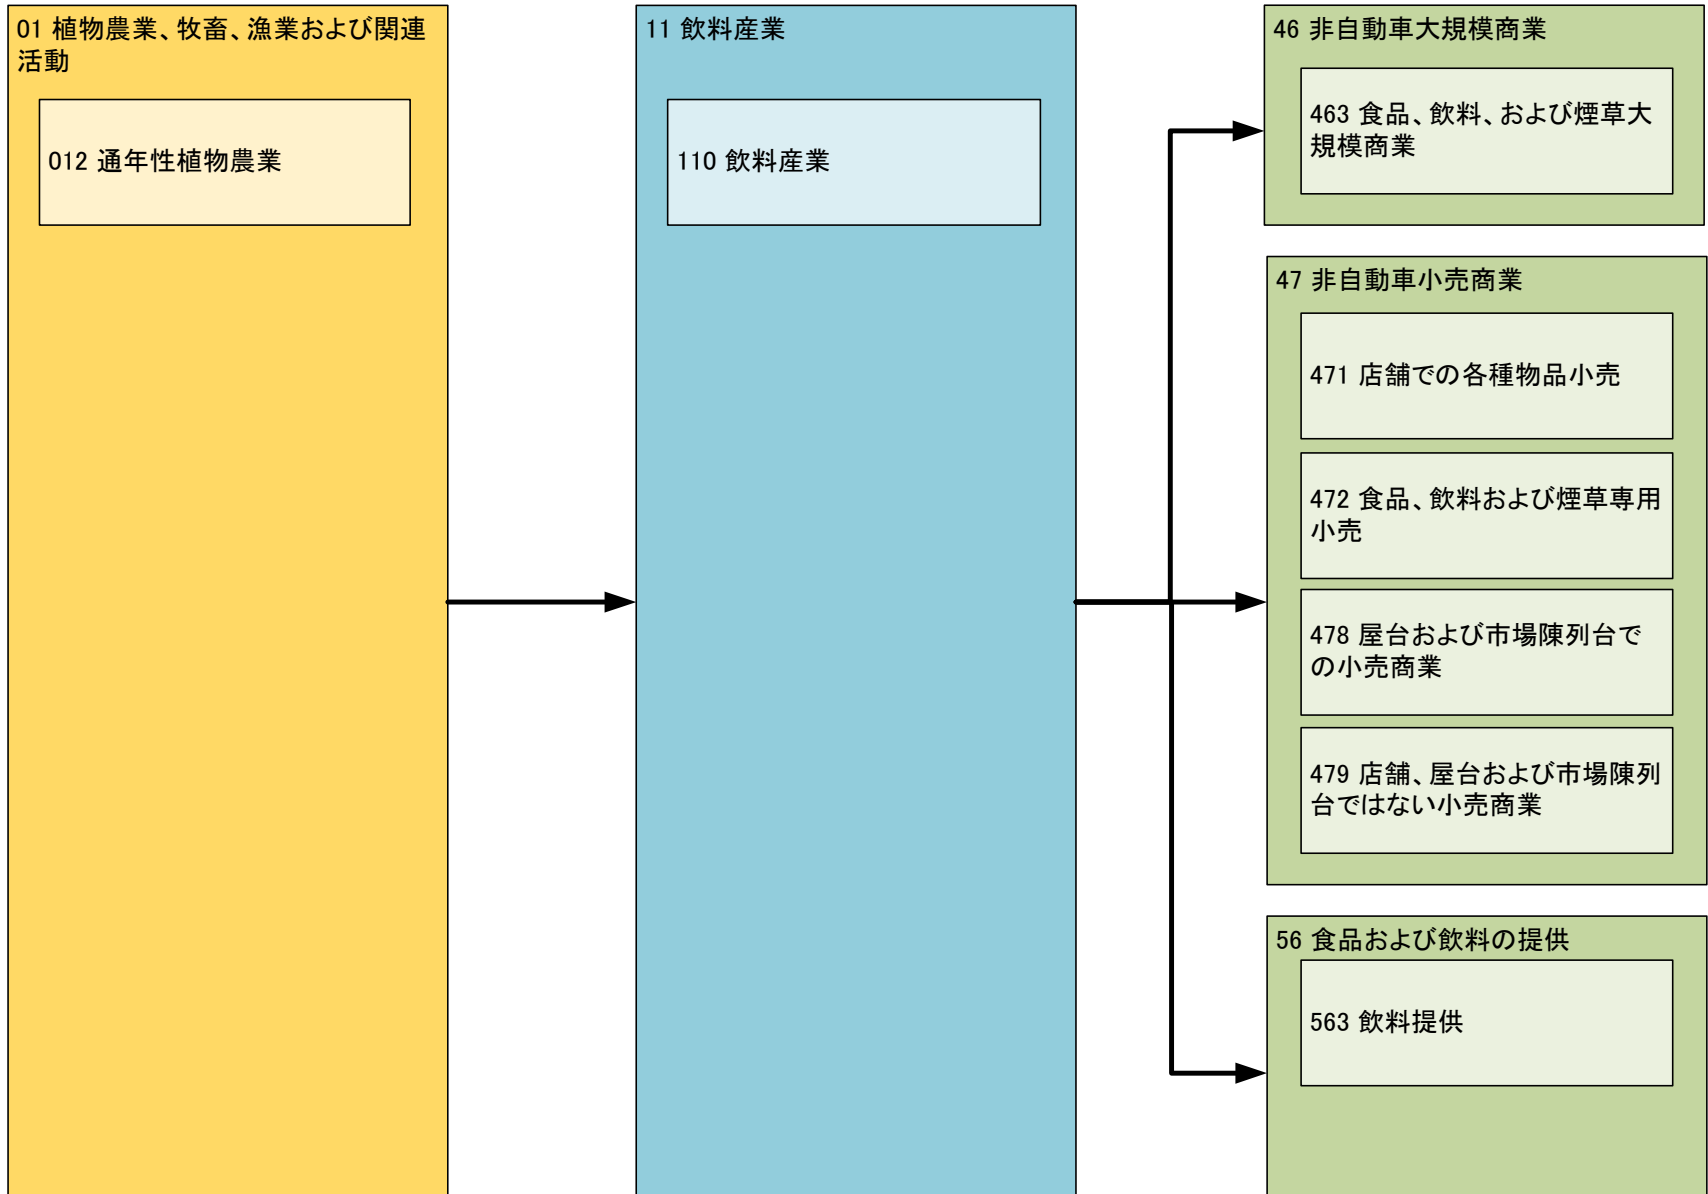 01 植物農業、牧畜、漁業および関連
活動
012 通年性植物農業
11 飲料産業
110 飲料産業
46 非自動車大規模商業
463 食品、飲料、および煙草大
規模商業
47 非自動車小売商業
471 店舗での各種物品小売
472 食品、飲料および煙草専用
小売
478 屋台および市場陳列台で
の小売商業
479 店舗、屋台および市場陳列
台ではない小売商業
56 食品および飲料の提供
563 飲料提供